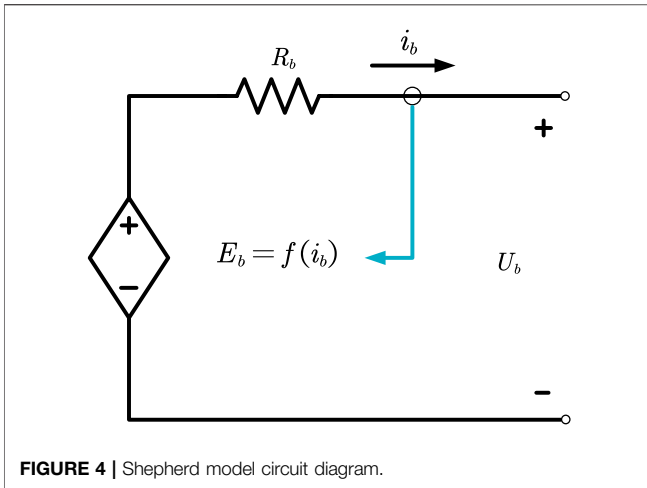 R_b
i_b
+
+
E_b = f(i_b)
U_b
−
−
FIGURE 4 | Shepherd model circuit diagram.